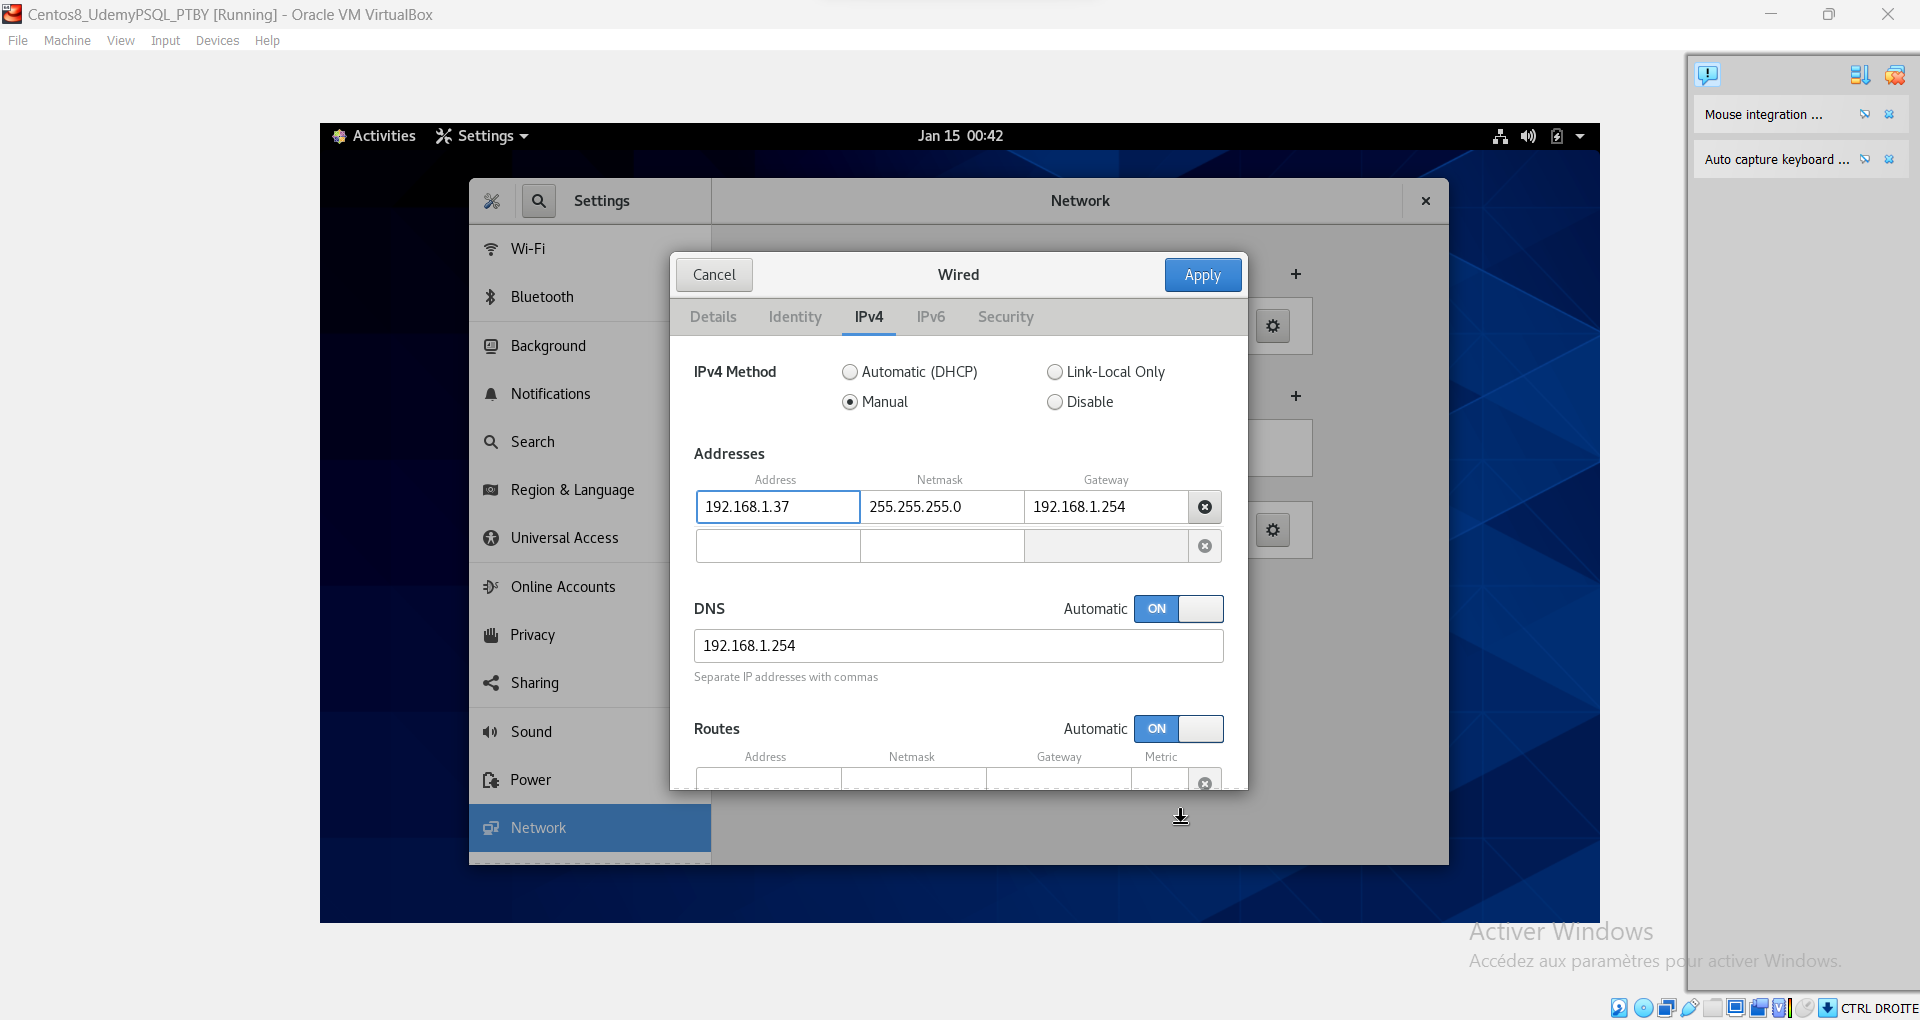 Centos8_UdemyPSQL_PTBY [Running] - Oracle VM VirtualBox
File Machine View Input Devices Help
Mouse integration ...
Auto capture keyboard ...
Activities Settings Jan 15 00:42
Settings Network
Wi-Fi
Bluetooth
Background
Notifications
Search
Region & Language
Universal Access
Online Accounts
Privacy
Sharing
Sound
Power
Network
Cancel Wired Apply
Details Identity IPv4 IPv6 Security
IPv4 Method Automatic (DHCP) Link-Local Only
Manual Disable
Addresses
Address Netmask Gateway
192.168.1.37 255.255.255.0 192.168.1.254
DNS Automatic ON
192.168.1.254
Separate IP addresses with commas
Routes Automatic ON
Address Netmask Gateway Metric
Activer Windows
Accédez aux paramètres pour activer Windows.
CTRL DROITE